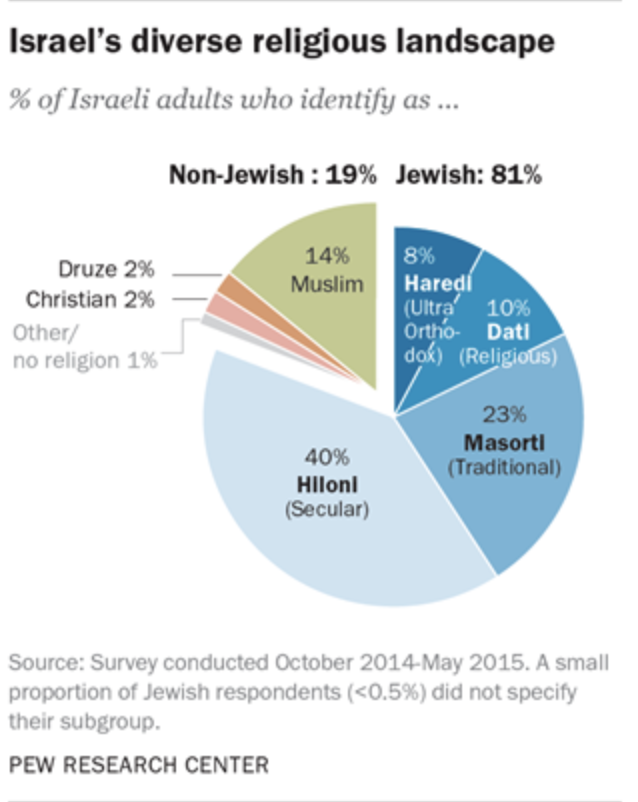 Israel's diverse religious landscape
% of Israeli adults who identify as ...
Non-Jewish : 19%
Jewish: 81%
14%
Muslim
Druze 2%
Christian 2%
Other/
no religion 1%
8%
Haredi
(Ultra
Ortho-
dox)
10%
Dati
(Religious)
23%
Masorti
(Traditional)
40%
Hiloni
(Secular)
Source: Survey conducted October 2014-May 2015. A small
proportion of Jewish respondents (<0.5%) did not specify
their subgroup.
PEW RESEARCH CENTER